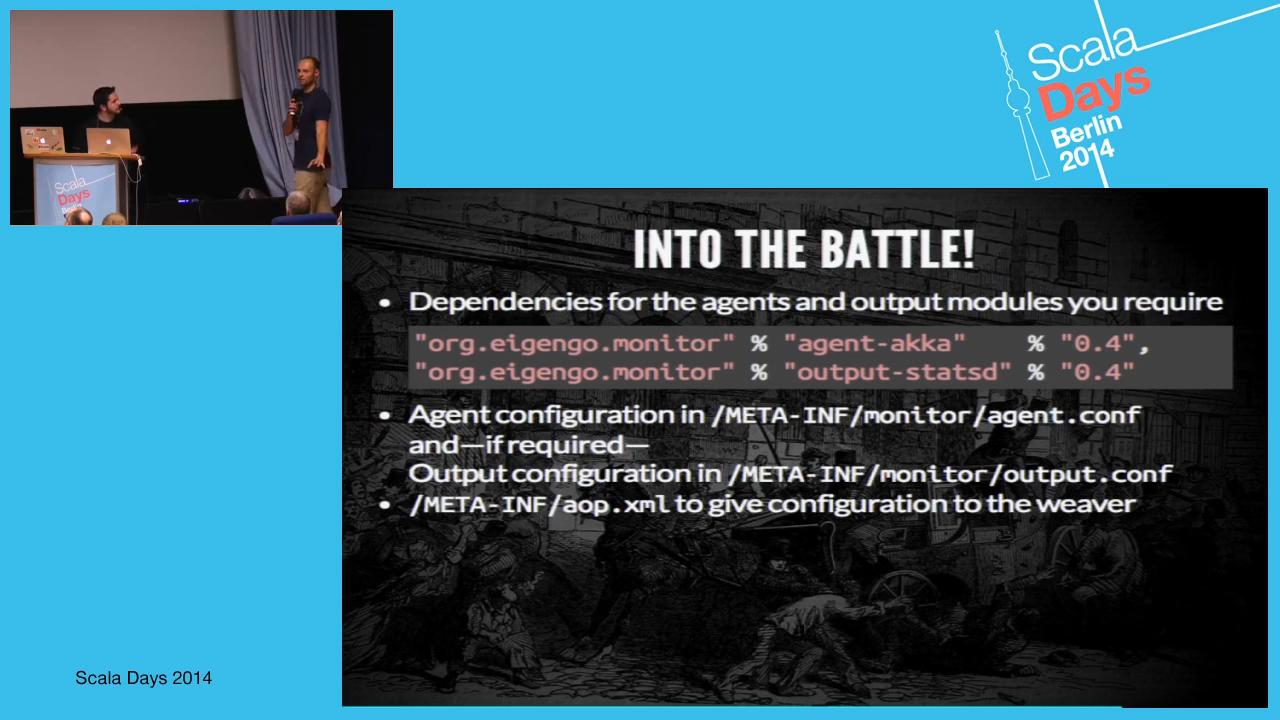 Scala
Days
Berlin
2014
Scala
Days
Berlin
INTO THE BATTLE!
• Dependencies for the agents and output modules you require
"org.eigengo.monitor" % "agent-akka"    % "0.4",
"org.eigengo.monitor" % "output-statsd" % "0.4"
• Agent configuration in /META-INF/monitor/agent.conf
and—if required—
Output configuration in /META-INF/monitor/output.conf
• /META-INF/aop.xml to give configuration to the weaver
Scala Days 2014